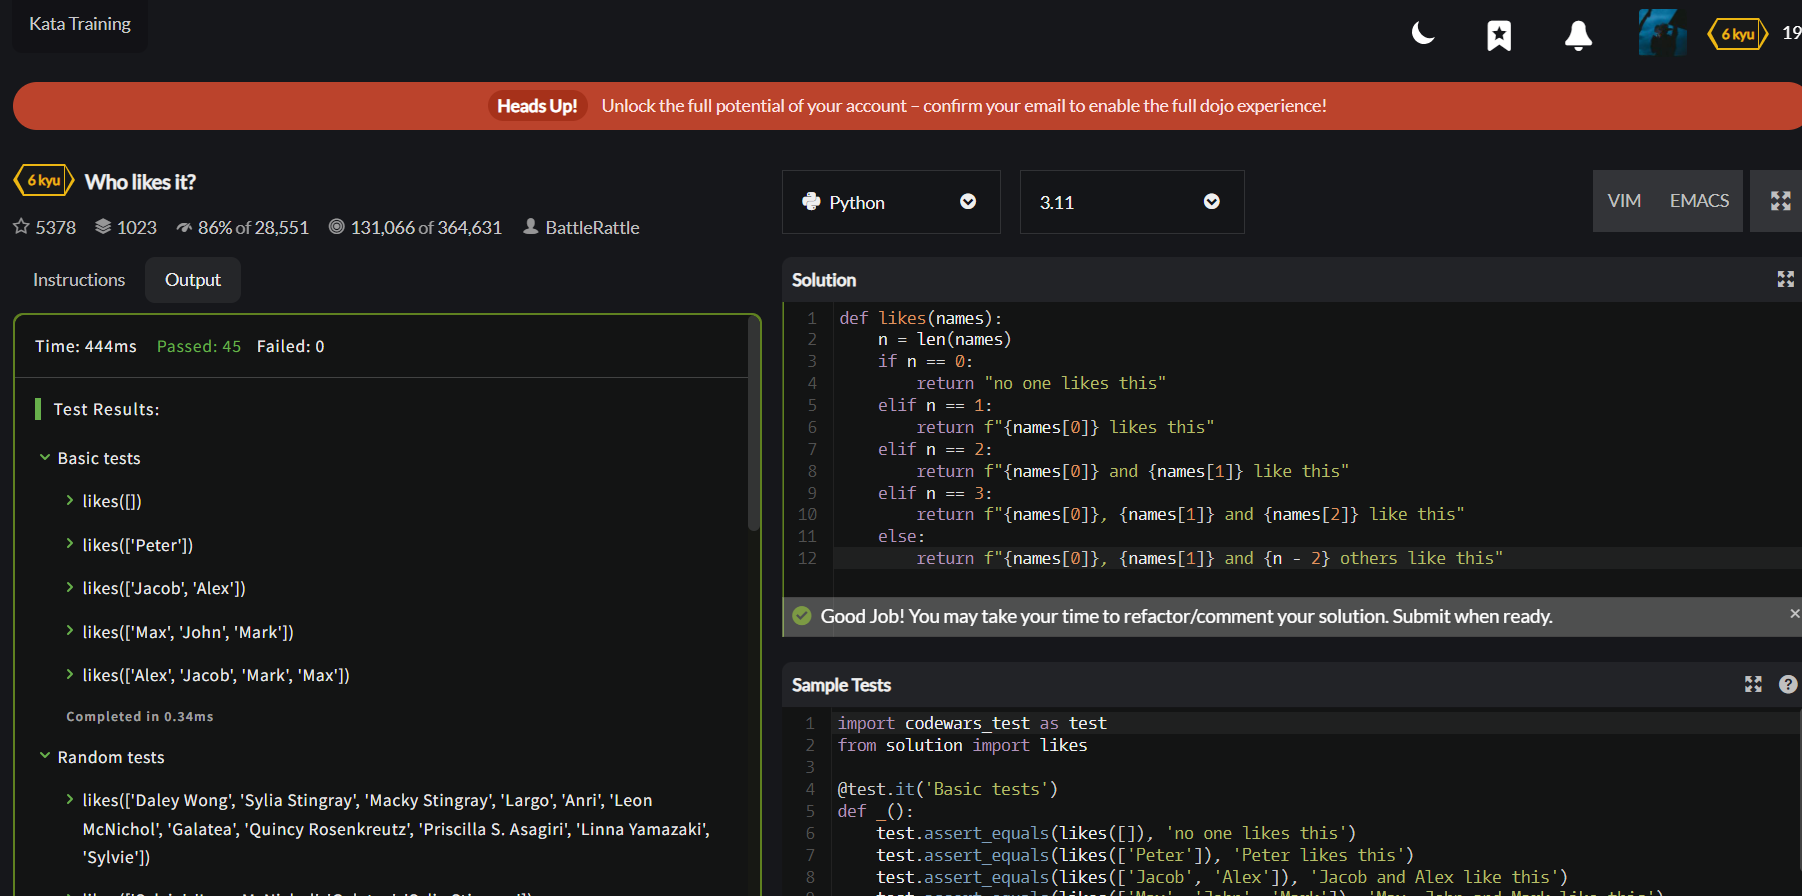 Kata Training
6 kyu
19
Heads Up! Unlock the full potential of your account – confirm your email to enable the full dojo experience!
6 kyu Who likes it?
5378 1023 86% of 28,551 131,066 of 364,631 BattleRattle
Instructions Output
Time: 444ms Passed: 45 Failed: 0
Test Results:
Basic tests
likes([])
likes(['Peter'])
likes(['Jacob', 'Alex'])
likes(['Max', 'John', 'Mark'])
likes(['Alex', 'Jacob', 'Mark', 'Max'])
Completed in 0.34ms
Random tests
likes(['Daley Wong', 'Sylia Stingray', 'Macky Stingray', 'Largo', 'Anri', 'Leon
McNichol', 'Galatea', 'Quincy Rosenkreutz', 'Priscilla S. Asagiri', 'Linna Yamazaki',
'Sylvie'])
Python 3.11 VIM EMACS
Solution
1 def likes(names):
2     n = len(names)
3     if n == 0:
4         return "no one likes this"
5     elif n == 1:
6         return f"{names[0]} likes this"
7     elif n == 2:
8         return f"{names[0]} and {names[1]} like this"
9     elif n == 3:
10         return f"{names[0]}, {names[1]} and {names[2]} like this"
11     else:
12         return f"{names[0]}, {names[1]} and {n - 2} others like this"
Good Job! You may take your time to refactor/comment your solution. Submit when ready.
Sample Tests
1 import codewars_test as test
2 from solution import likes
3
4 @test.it('Basic tests')
5 def _():
6     test.assert_equals(likes([]), 'no one likes this')
7     test.assert_equals(likes(['Peter']), 'Peter likes this')
8     test.assert_equals(likes(['Jacob', 'Alex']), 'Jacob and Alex like this')